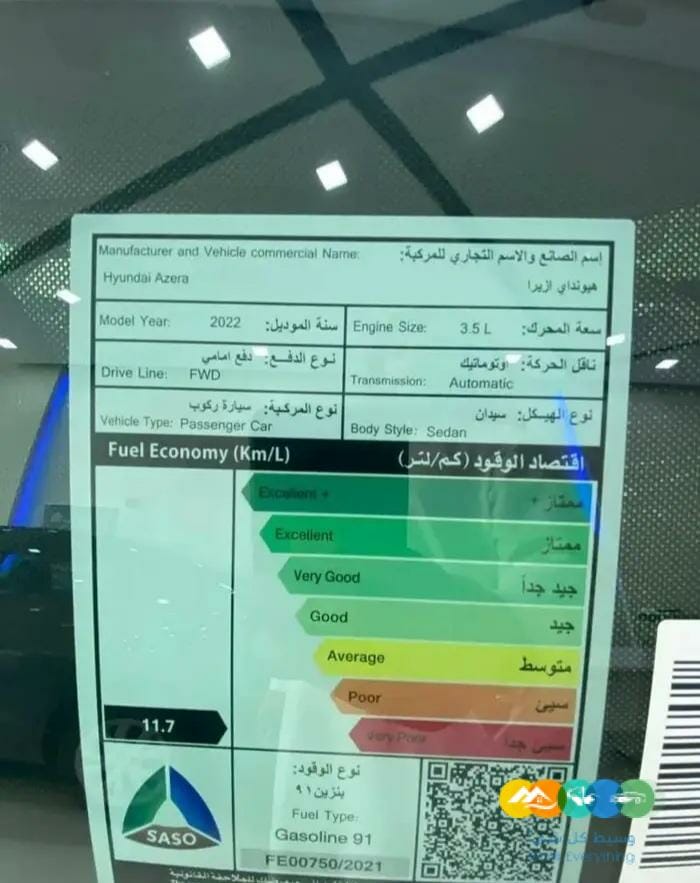 Manufacturer and Vehicle commercial Name: إسم الصانع والاسم التجاري للمركبة:
Hyundai Azera هيونداي ازيرا
Model Year: 2022 سنة الموديل:
Engine Size: 3.5 L سعة المحرك:
نوع الدفع: دفع امامي
Drive Line: FWD
ناقل الحركة: اوتوماتيك
Transmission: Automatic
نوع المركبة: سيارة ركوب
Vehicle Type: Passenger Car
نوع الهيكل: سيدان
Body Style: Sedan
Fuel Economy (Km/L) اقتصاد الوقود (كم/لتر)
Excellent + ممتاز +
Excellent ممتاز
Very Good جيد جداً
Good جيد
Average متوسط
Poor سيئ
Very Poor سيئ جداً
11.7
SASO
نوع الوقود:
بنزين ٩١
Fuel Type:
Gasoline 91
FE00750/2021
وسيط كل شيء